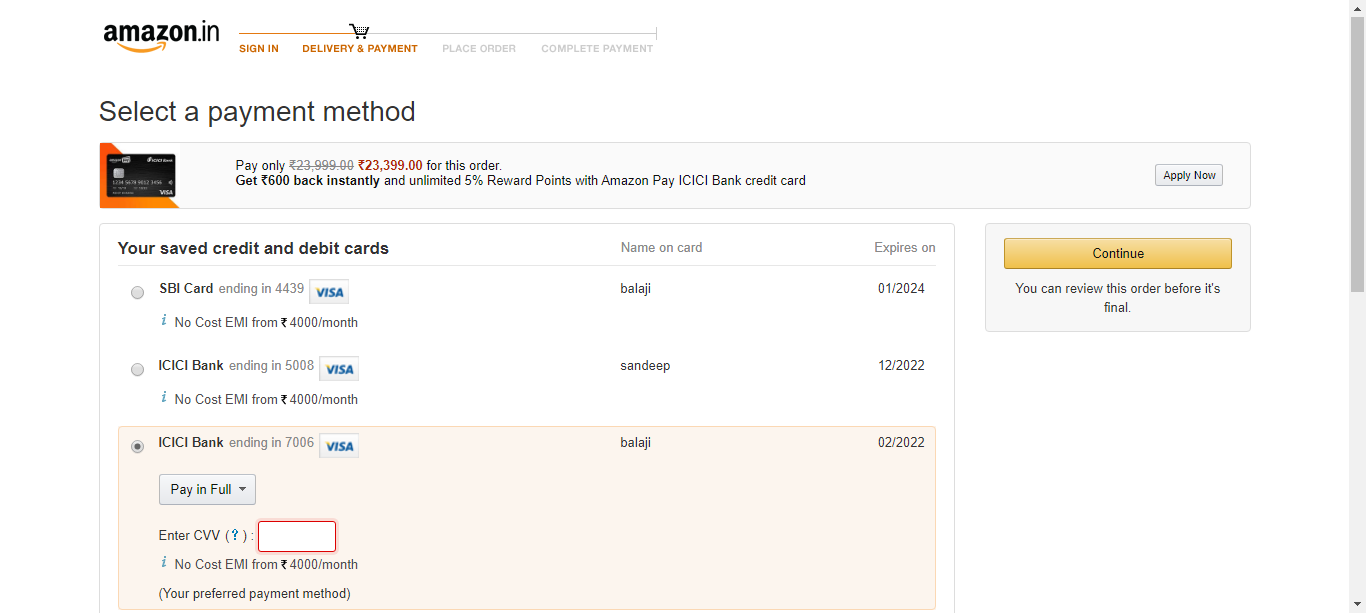 amazon.in
SIGN IN DELIVERY & PAYMENT PLACE ORDER COMPLETE PAYMENT
Select a payment method
Pay only ₹23,999.00 ₹23,399.00 for this order.
Get ₹600 back instantly and unlimited 5% Reward Points with Amazon Pay ICICI Bank credit card
Apply Now
Your saved credit and debit cards Name on card Expires on
SBI Card ending in 4439 VISA balaji 01/2024
i No Cost EMI from ₹ 4000/month
ICICI Bank ending in 5008 VISA sandeep 12/2022
i No Cost EMI from ₹ 4000/month
ICICI Bank ending in 7006 VISA balaji 02/2022
Pay in Full
Enter CVV (?) :
i No Cost EMI from ₹ 4000/month
(Your preferred payment method)
Continue
You can review this order before it's
final.